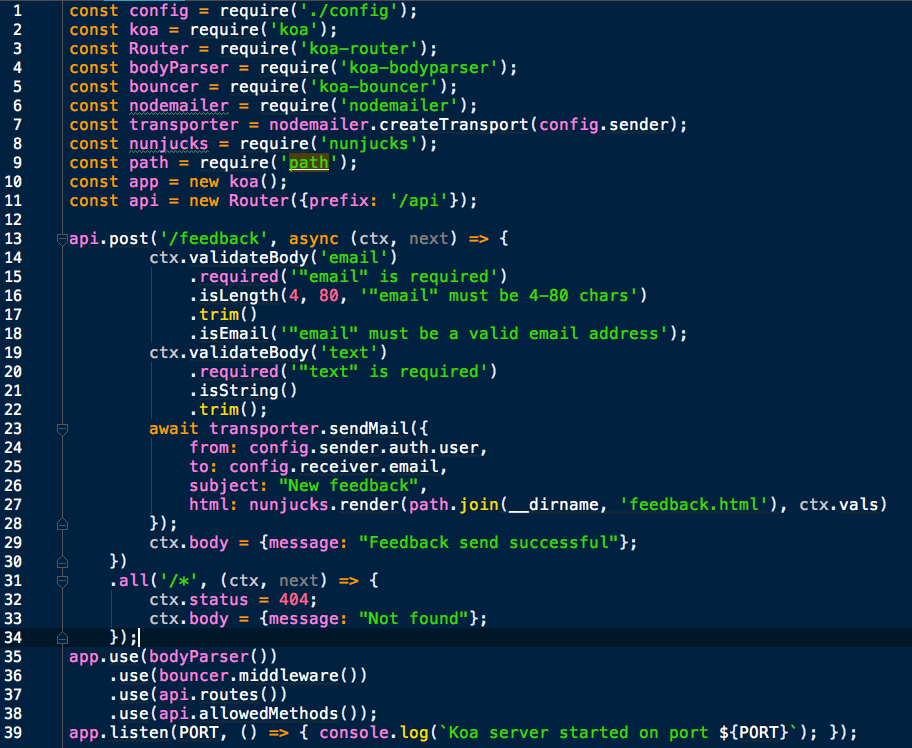 1 const config = require('./config');
2 const koa = require('koa');
3 const Router = require('koa-router');
4 const bodyParser = require('koa-bodyparser');
5 const bouncer = require('koa-bouncer');
6 const nodemailer = require('nodemailer');
7 const transporter = nodemailer.createTransport(config.sender);
8 const nunjucks = require('nunjucks');
9 const path = require('path');
10 const app = new koa();
11 const api = new Router({prefix: '/api'});
12
13 api.post('/feedback', async (ctx, next) => {
14         ctx.validateBody('email')
15             .required('"email" is required')
16             .isLength(4, 80, '"email" must be 4-80 chars')
17             .trim()
18             .isEmail('"email" must be a valid email address');
19         ctx.validateBody('text')
20             .required('"text" is required')
21             .isString()
22             .trim();
23         await transporter.sendMail({
24             from: config.sender.auth.user,
25             to: config.receiver.email,
26             subject: "New feedback",
27             html: nunjucks.render(path.join(__dirname, 'feedback.html'), ctx.vals)
28         });
29         ctx.body = {message: "Feedback send successful"};
30     })
31     .all('/*', (ctx, next) => {
32         ctx.status = 404;
33         ctx.body = {message: "Not found"};
34     });
35 app.use(bodyParser())
36     .use(bouncer.middleware())
37     .use(api.routes())
38     .use(api.allowedMethods());
39 app.listen(PORT, () => { console.log(`Koa server started on port ${PORT}`); });